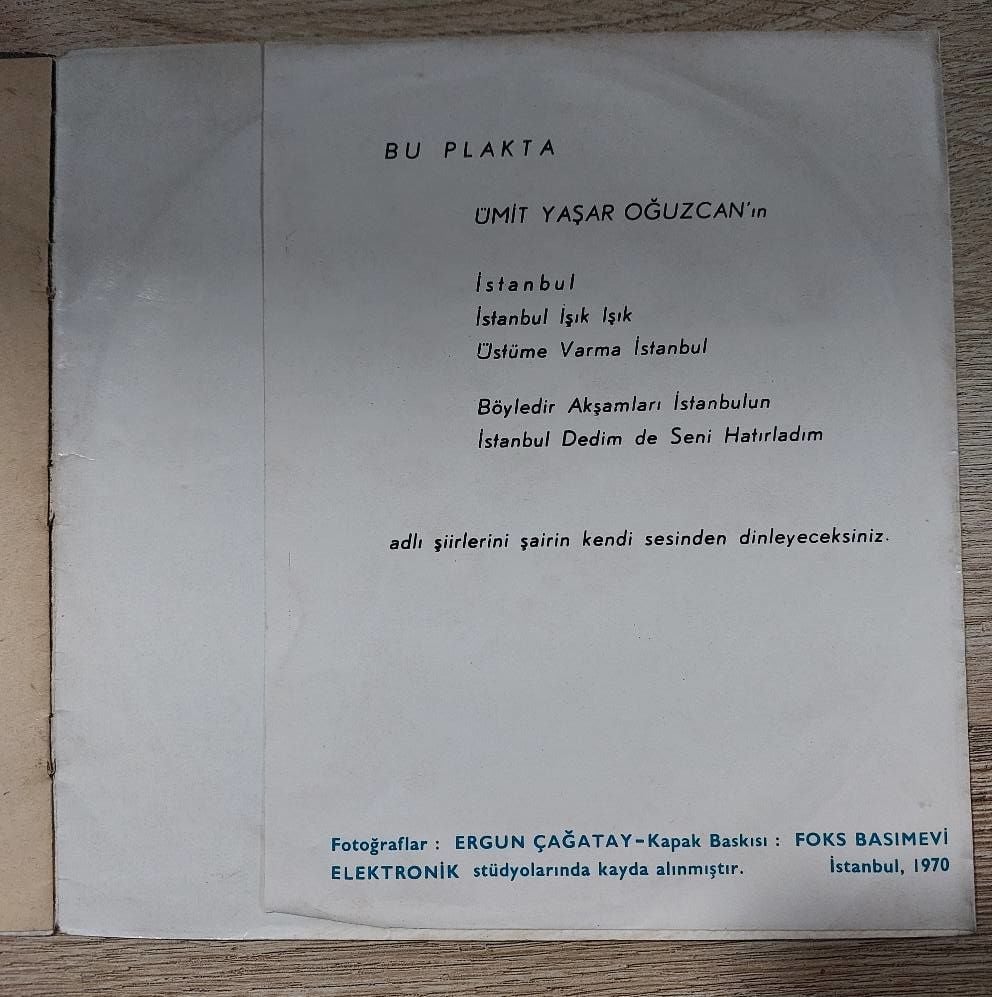 BU PLAKTA
ÜMİT YAŞAR OĞUZCAN'ın
İstanbul
İstanbul İşık Işık
Üstüme Varma İstanbul
Böyledir Akşamları İstanbulun
İstanbul Dedim de Seni Hatırladım
adlı şiirlerini şairin kendi sesinden dinleyeceksiniz.
Fotoğraflar : ERGUN ÇAĞATAY-Kapak Baskısı : FOKS BASIMEVİ
ELEKTRONİK stüdyolarında kayda alınmıştır. İstanbul, 1970